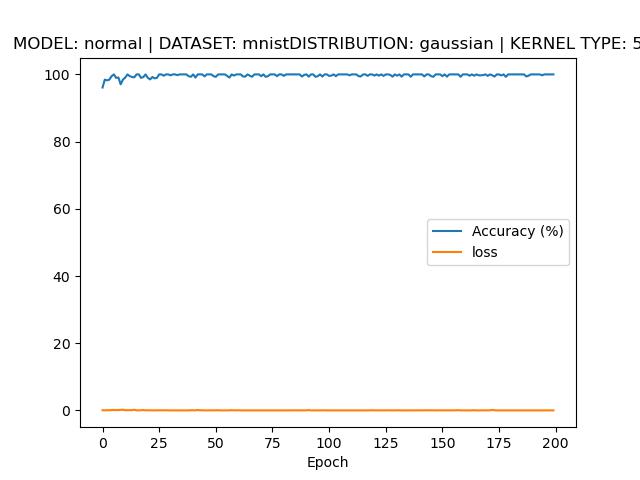 MODEL: normal | DATASET: mnistDISTRIBUTION: gaussian | KERNEL TYPE: 5
100
80
60
40
20
0
Accuracy (%)
loss
0 25 50 75 100 125 150 175 200
Epoch